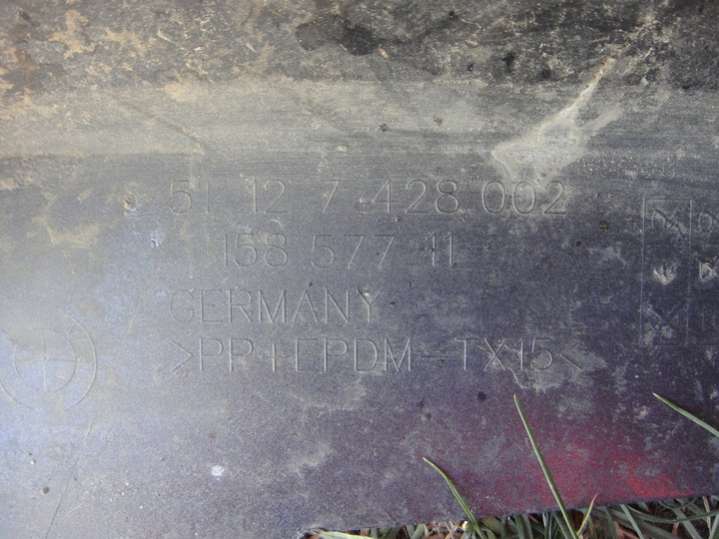 51 12 7 428 002
158 577 11
GERMANY
>PP+EPDM-TX15<